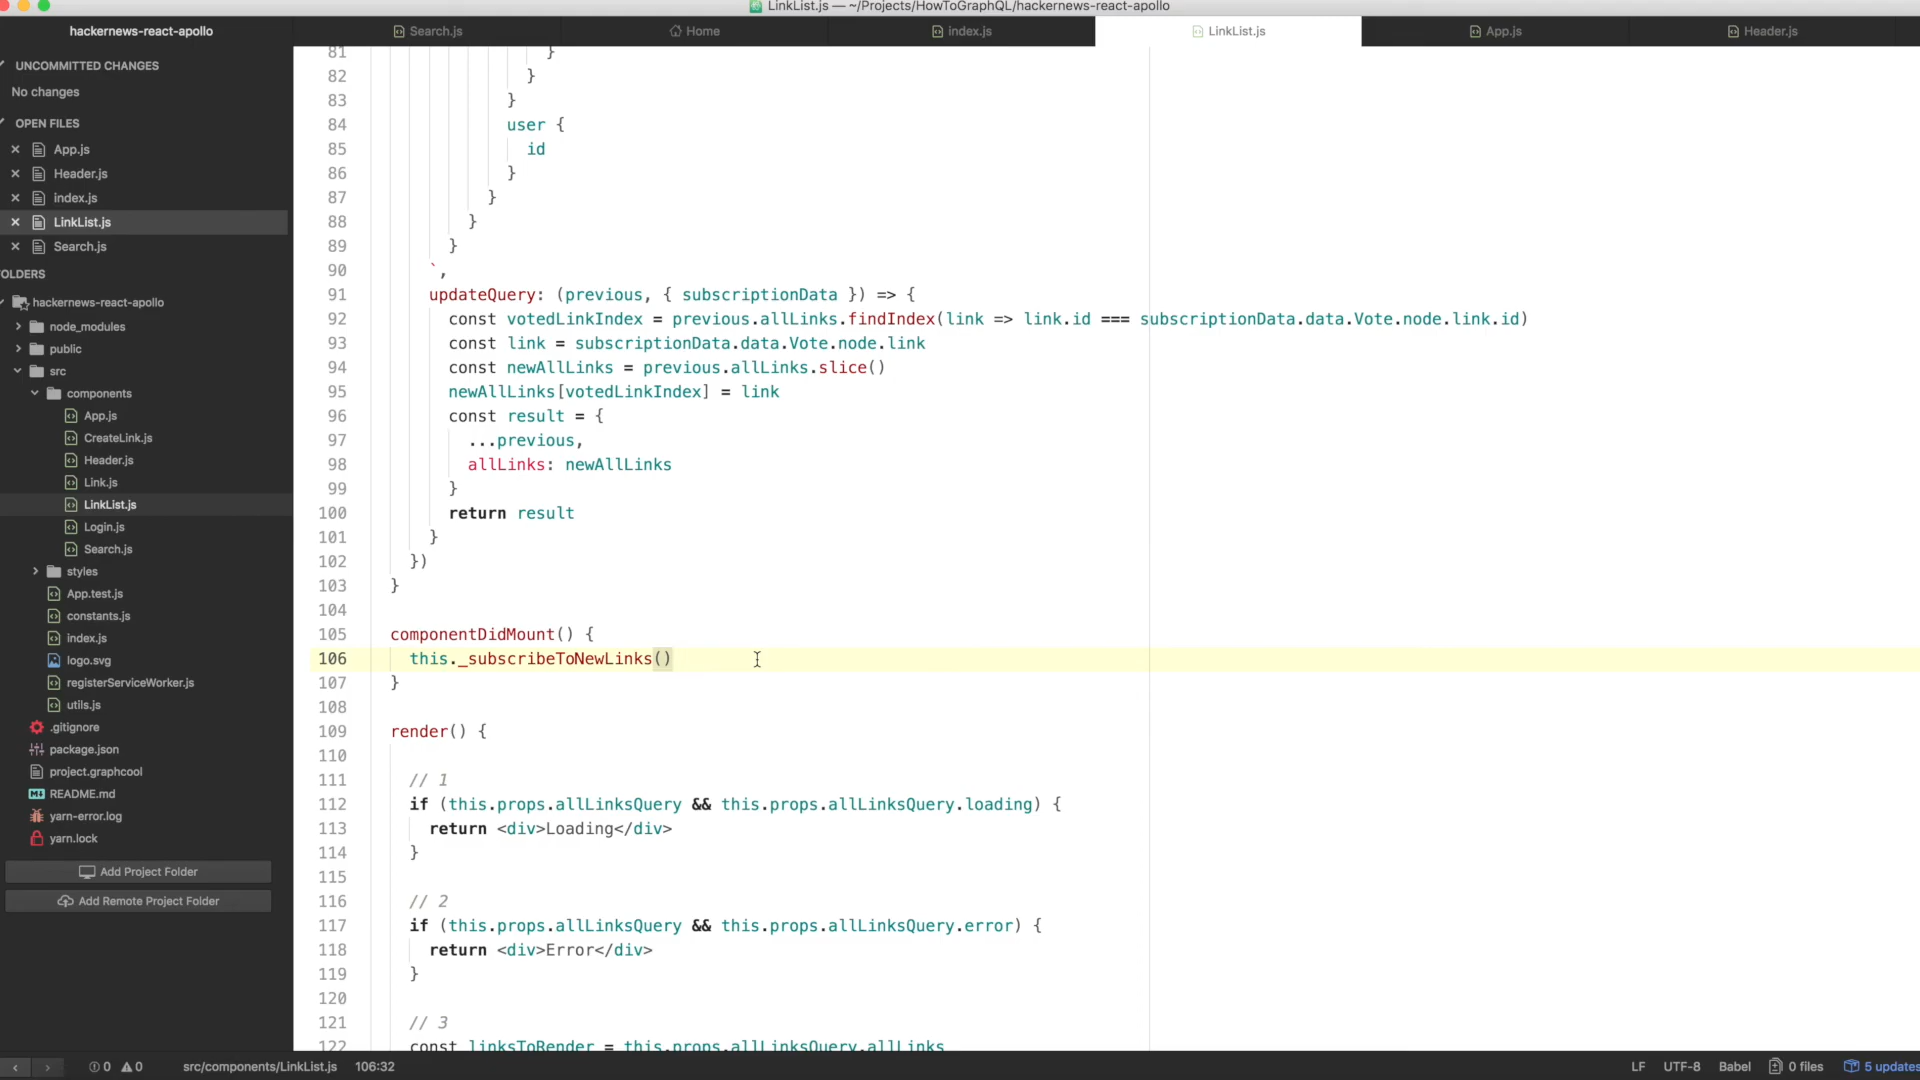 LinkList.js — ~/Projects/HowToGraphQL/hackernews-react-apollo
hackernews-react-apollo
Search.js
Home
index.js
LinkList.js
App.js
Header.js
UNCOMMITTED CHANGES
No changes
OPEN FILES
× App.js
× Header.js
× index.js
× LinkList.js
× Search.js
OLDERS
hackernews-react-apollo
node_modules
public
src
components
App.js
CreateLink.js
Header.js
Link.js
LinkList.js
Login.js
Search.js
styles
App.test.js
constants.js
index.js
logo.svg
registerServiceWorker.js
utils.js
.gitignore
package.json
project.graphcool
README.md
yarn-error.log
yarn.lock
Add Project Folder
Add Remote Project Folder
81 }
82 }
83 }
84 user {
85 id
86 }
87 }
88 }
89 }
90 `,
91 updateQuery: (previous, { subscriptionData }) => {
92 const votedLinkIndex = previous.allLinks.findIndex(link => link.id === subscriptionData.data.Vote.node.link.id)
93 const link = subscriptionData.data.Vote.node.link
94 const newAllLinks = previous.allLinks.slice()
95 newAllLinks[votedLinkIndex] = link
96 const result = {
97 ...previous,
98 allLinks: newAllLinks
99 }
100 return result
101 }
102 })
103 }
104
105 componentDidMount() {
106 this._subscribeToNewLinks()
107 }
108
109 render() {
110
111 // 1
112 if (this.props.allLinksQuery && this.props.allLinksQuery.loading) {
113 return <div>Loading</div>
114 }
115
116 // 2
117 if (this.props.allLinksQuery && this.props.allLinksQuery.error) {
118 return <div>Error</div>
119 }
120
121 // 3
122 const linksToRender = this.props.allLinksQuery.allLinks
0 0 src/components/LinkList.js 106:32 LF UTF-8 Babel 0 files 5 updates